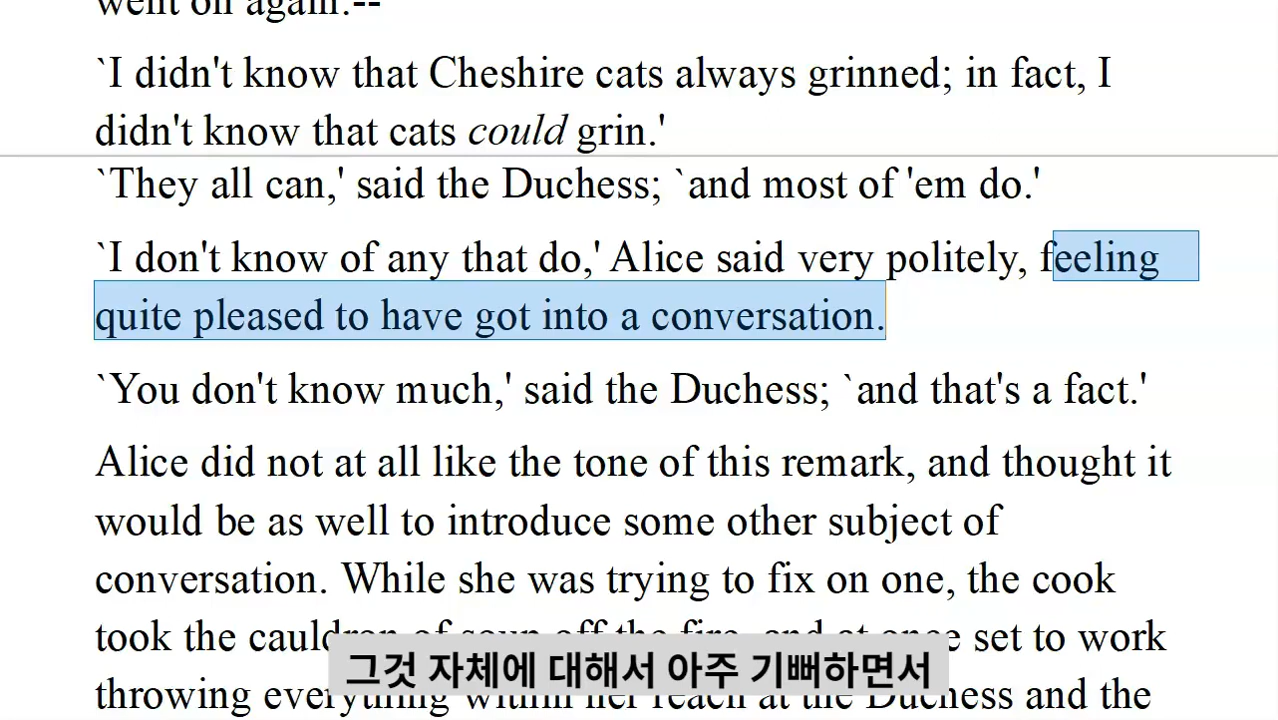 went on again:--
`I didn't know that Cheshire cats always grinned; in fact, I
didn't know that cats could grin.'
`They all can,' said the Duchess; `and most of 'em do.'
`I don't know of any that do,' Alice said very politely, feeling
quite pleased to have got into a conversation.
`You don't know much,' said the Duchess; `and that's a fact.'
Alice did not at all like the tone of this remark, and thought it
would be as well to introduce some other subject of
conversation. While she was trying to fix on one, the cook
took the cauldron of soup off the fire, and at once set to work
throwing everything within her reach at the Duchess and the
그것 자체에 대해서 아주 기뻐하면서